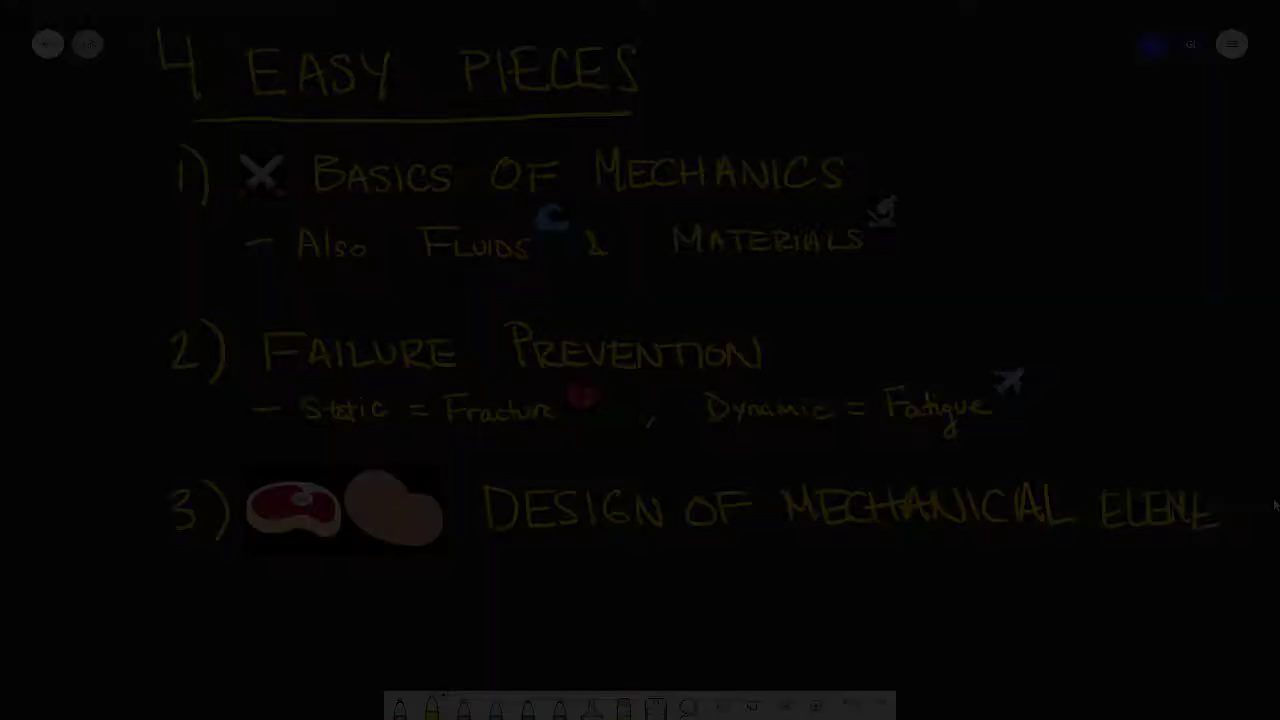 4 EASY PIECES
1) BASICS OF MECHANICS
- ALSO FLUIDS & MATERIALS
2) FAILURE PREVENTION
- Static = Fracture, Dynamic = Fatigue
3) DESIGN OF MECHANICAL ELEME